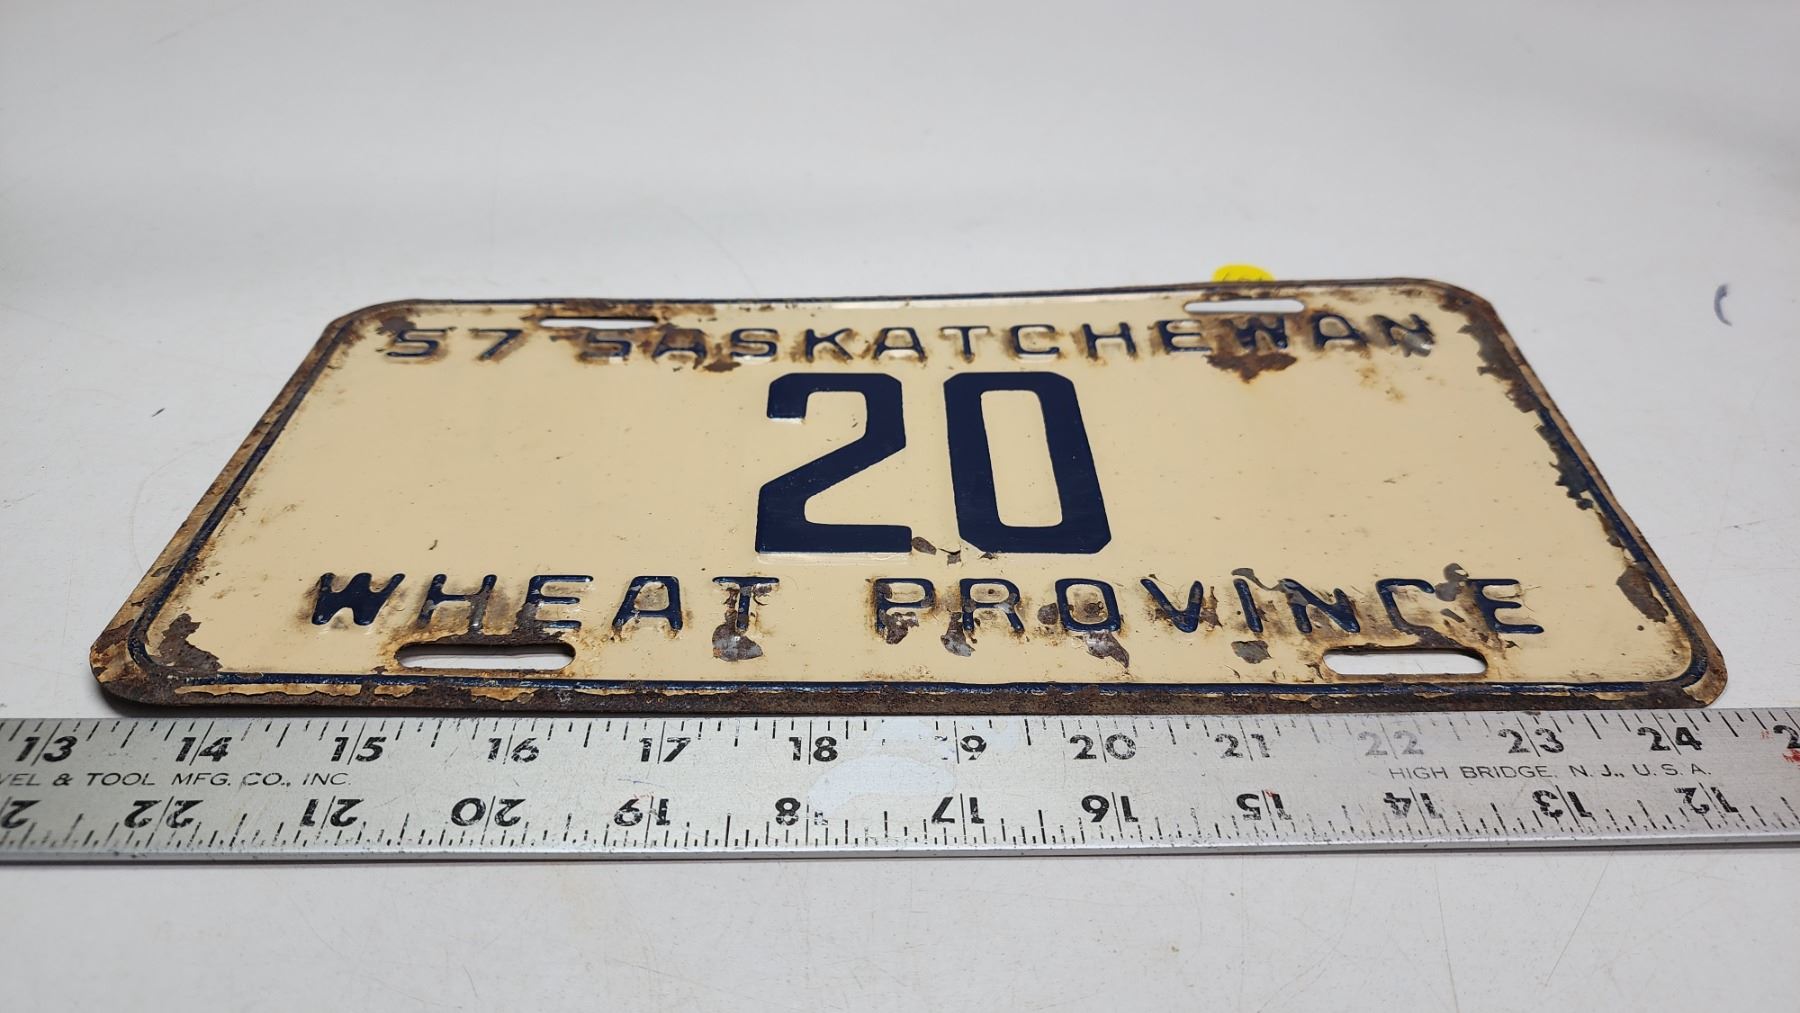 57 SASKATCHEWAN
20
WHEAT PROVINCE
13 14 15 16 17 18 19 20 21 22 23 24
VEL & TOOL MFG. CO., INC. HIGH BRIDGE, N. J., U.S.A.
22 21 20 19 18 17 16 15 14 13 12